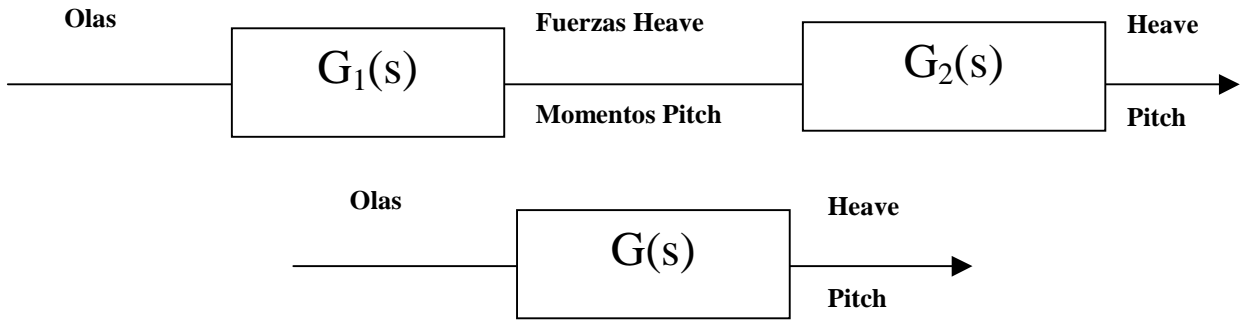 Olas
G₁(s)
Fuerzas Heave
Momentos Pitch
G₂(s)
Heave
Pitch
Olas
G(s)
Heave
Pitch